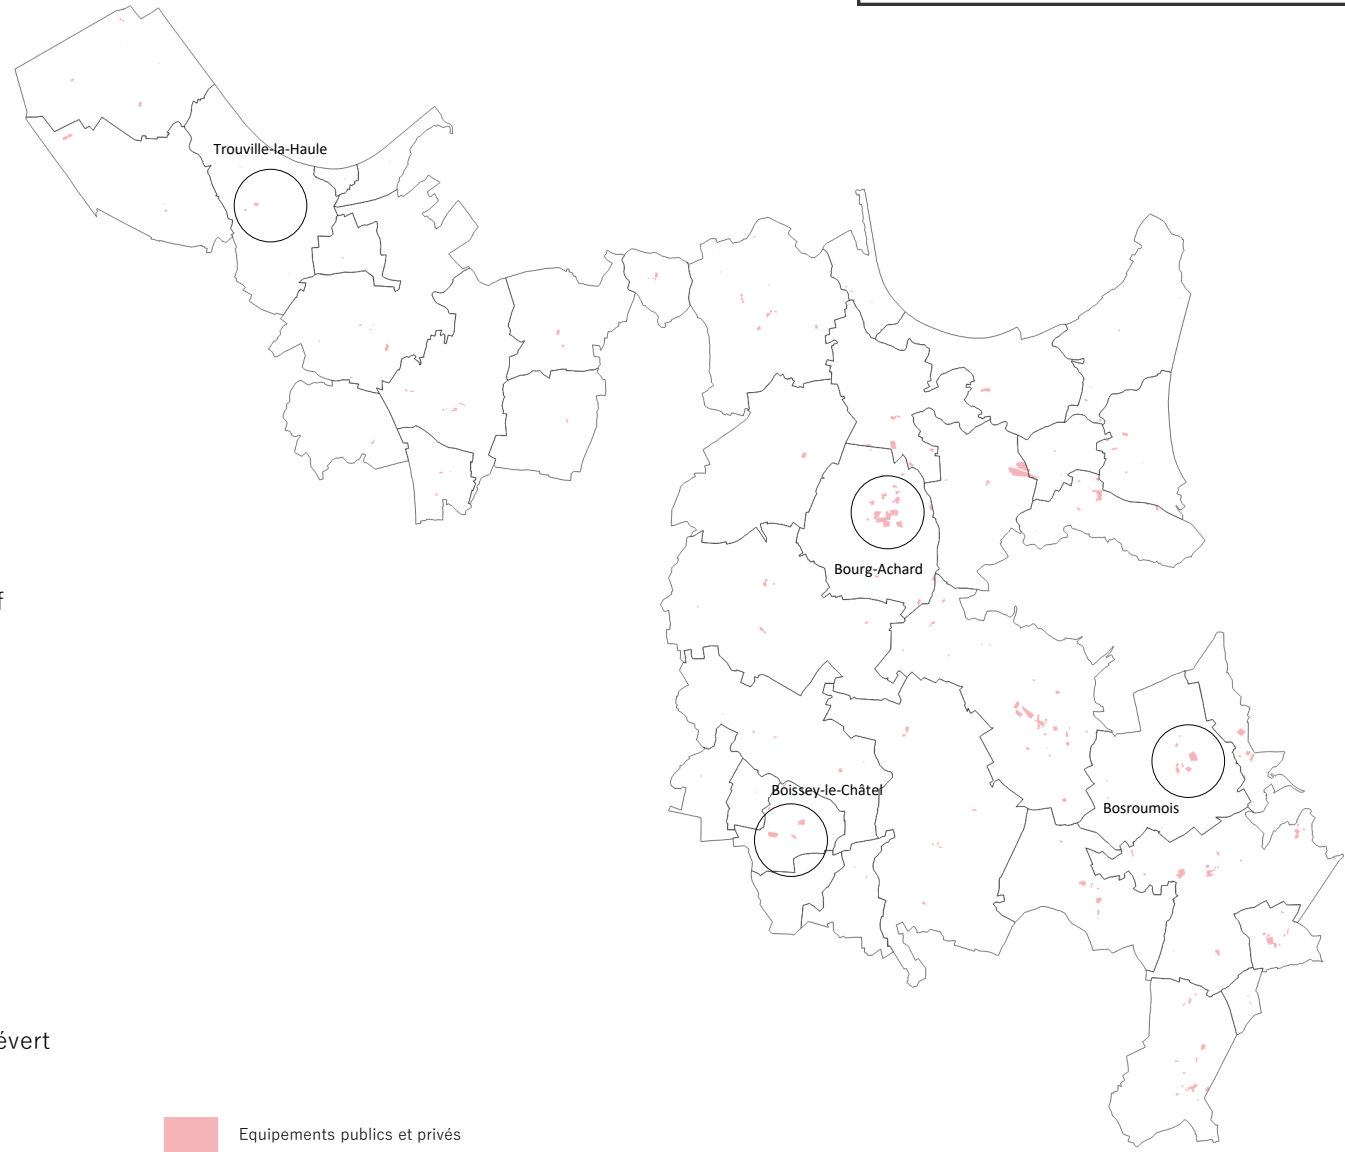 Trouville-la-Haule
Bourg-Achard
f
Boissey-le-Châtel
Bosroumois
évert
Equipements publics et privés